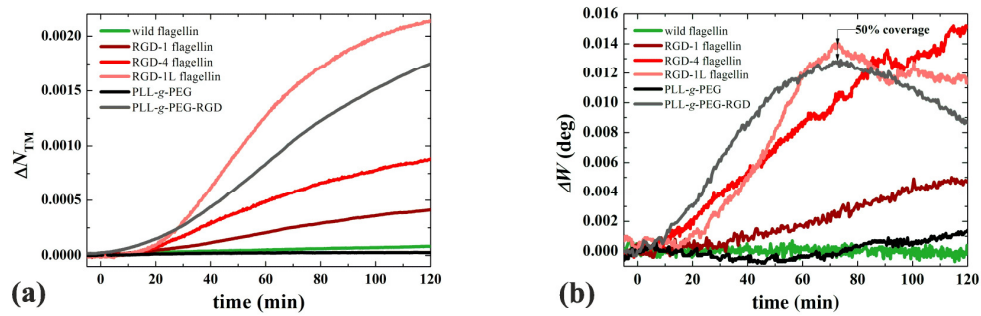 0.0020
0.0015
0.0010
0.0005
0.0000
ΔN_TM
wild flagellin
RGD-1 flagellin
RGD-4 flagellin
RGD-1L flagellin
PLL-g-PEG
PLL-g-PEG-RGD
0 20 40 60 80 100 120
time (min)
(a)
0.016
0.014
0.012
0.010
0.008
0.006
0.004
0.002
0.000
ΔW (deg)
wild flagellin
RGD-1 flagellin
RGD-4 flagellin
RGD-1L flagellin
PLL-g-PEG
PLL-g-PEG-RGD
50% coverage
0 20 40 60 80 100 120
time (min)
(b)